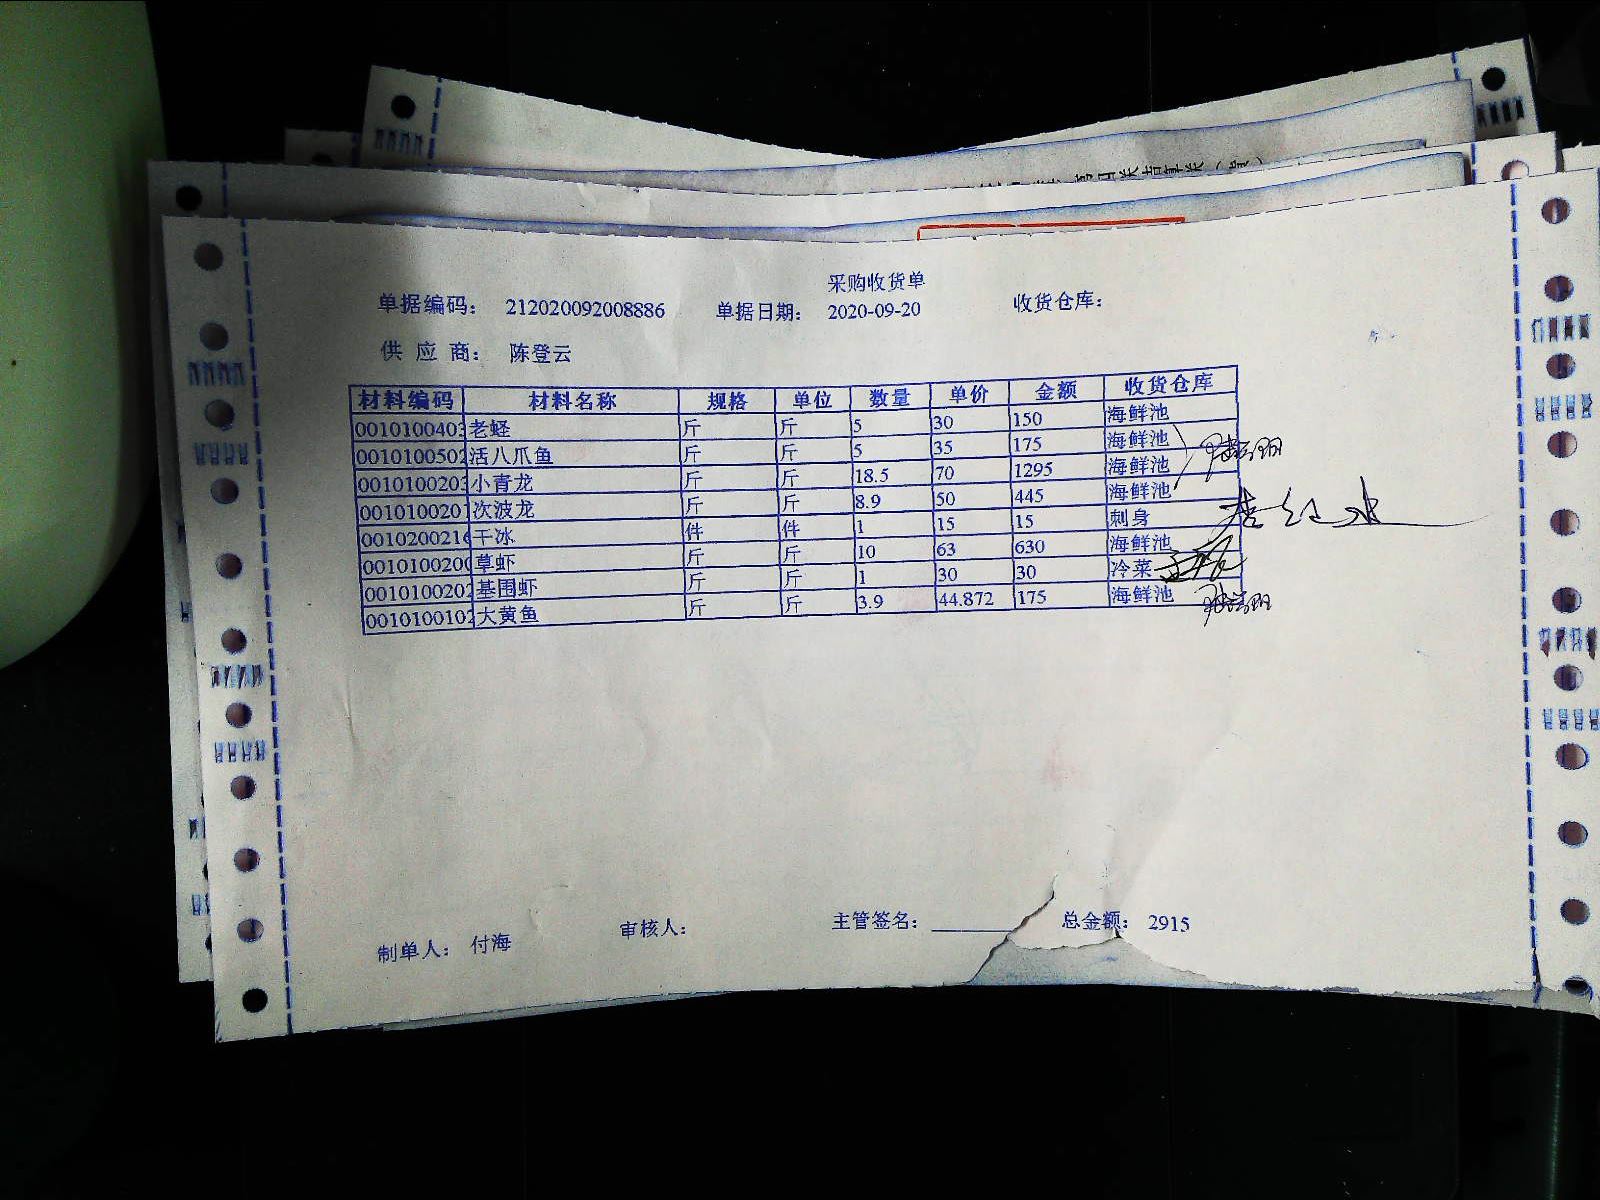 采购收货单
单据编码： 212020092008886 单据日期： 2020-09-20 收货仓库：
供 应 商： 陈登云
材料编码 材料名称 规格 单位 数量 单价 金额 收货仓库
0010100403 老蛏 斤 斤 5 30 150 海鲜池
0010100502 活八爪鱼 斤 斤 5 35 175 海鲜池
0010100203 小青龙 斤 斤 18.5 70 1295 海鲜池
0010100201 次波龙 斤 斤 8.9 50 445 海鲜池
0010200216 干冰 件 件 1 15 15 刺身
0010100200 草虾 斤 斤 10 63 630 海鲜池
0010100202 基围虾 斤 斤 1 30 30 冷菜
0010100102 大黄鱼 斤 斤 3.9 44.872 175 海鲜池
制单人： 付海 审核人： 主管签名： 总金额： 2915